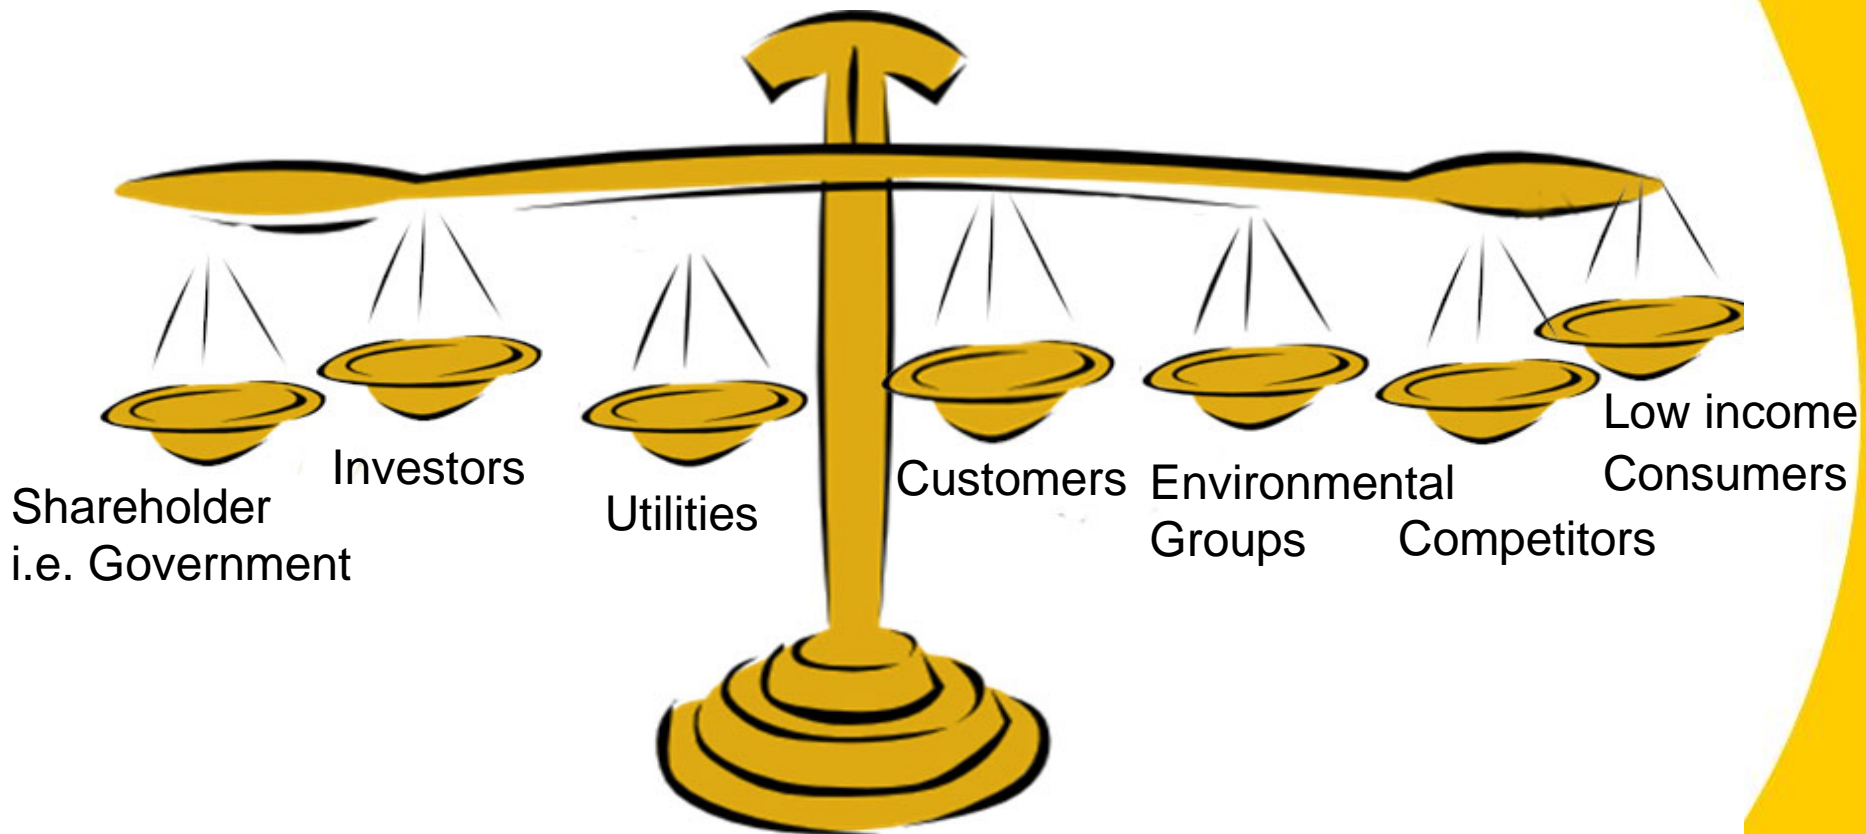 Shareholder
i.e. Government
Investors
Utilities
Customers
Environmental
Groups
Competitors
Low income
Consumers